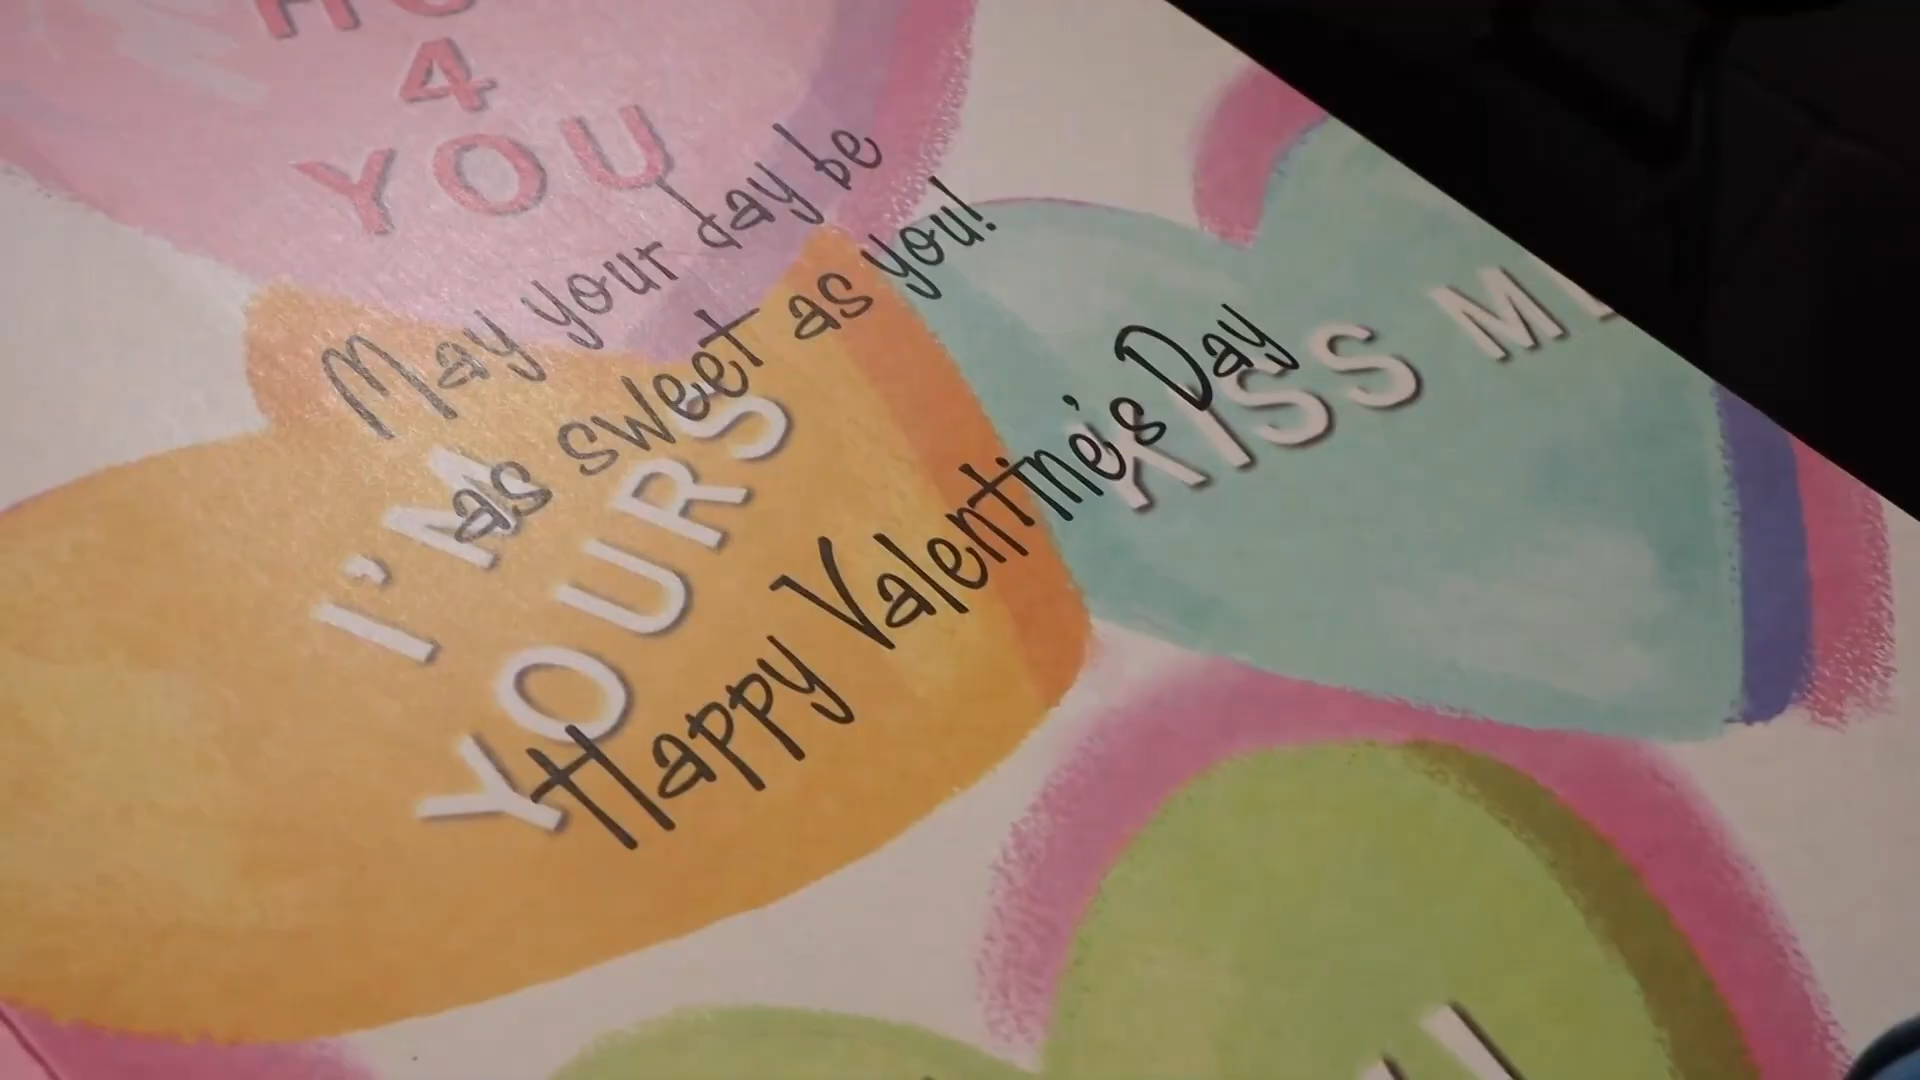 4
YOU
May your day be
as sweet as you!
Happy Valentine's Day
I'M
YOURS
KISS